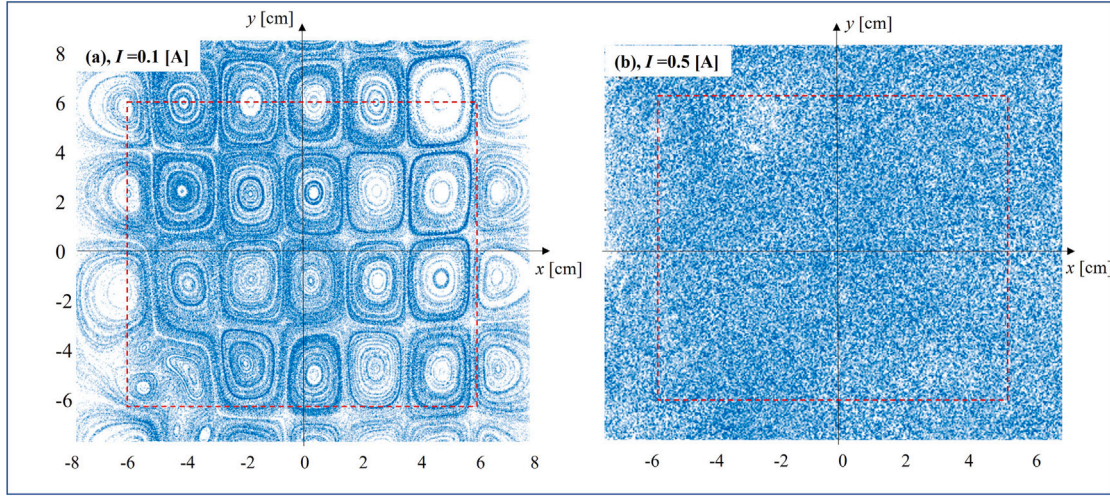 y [cm]
(a), I =0.1 [A]
8
6
4
2
0
-2
-4
-6
x [cm]
-8 -6 -4 -2 0 2 4 6 8
y [cm]
(b), I =0.5 [A]
x [cm]
-6 -4 -2 0 2 4 6